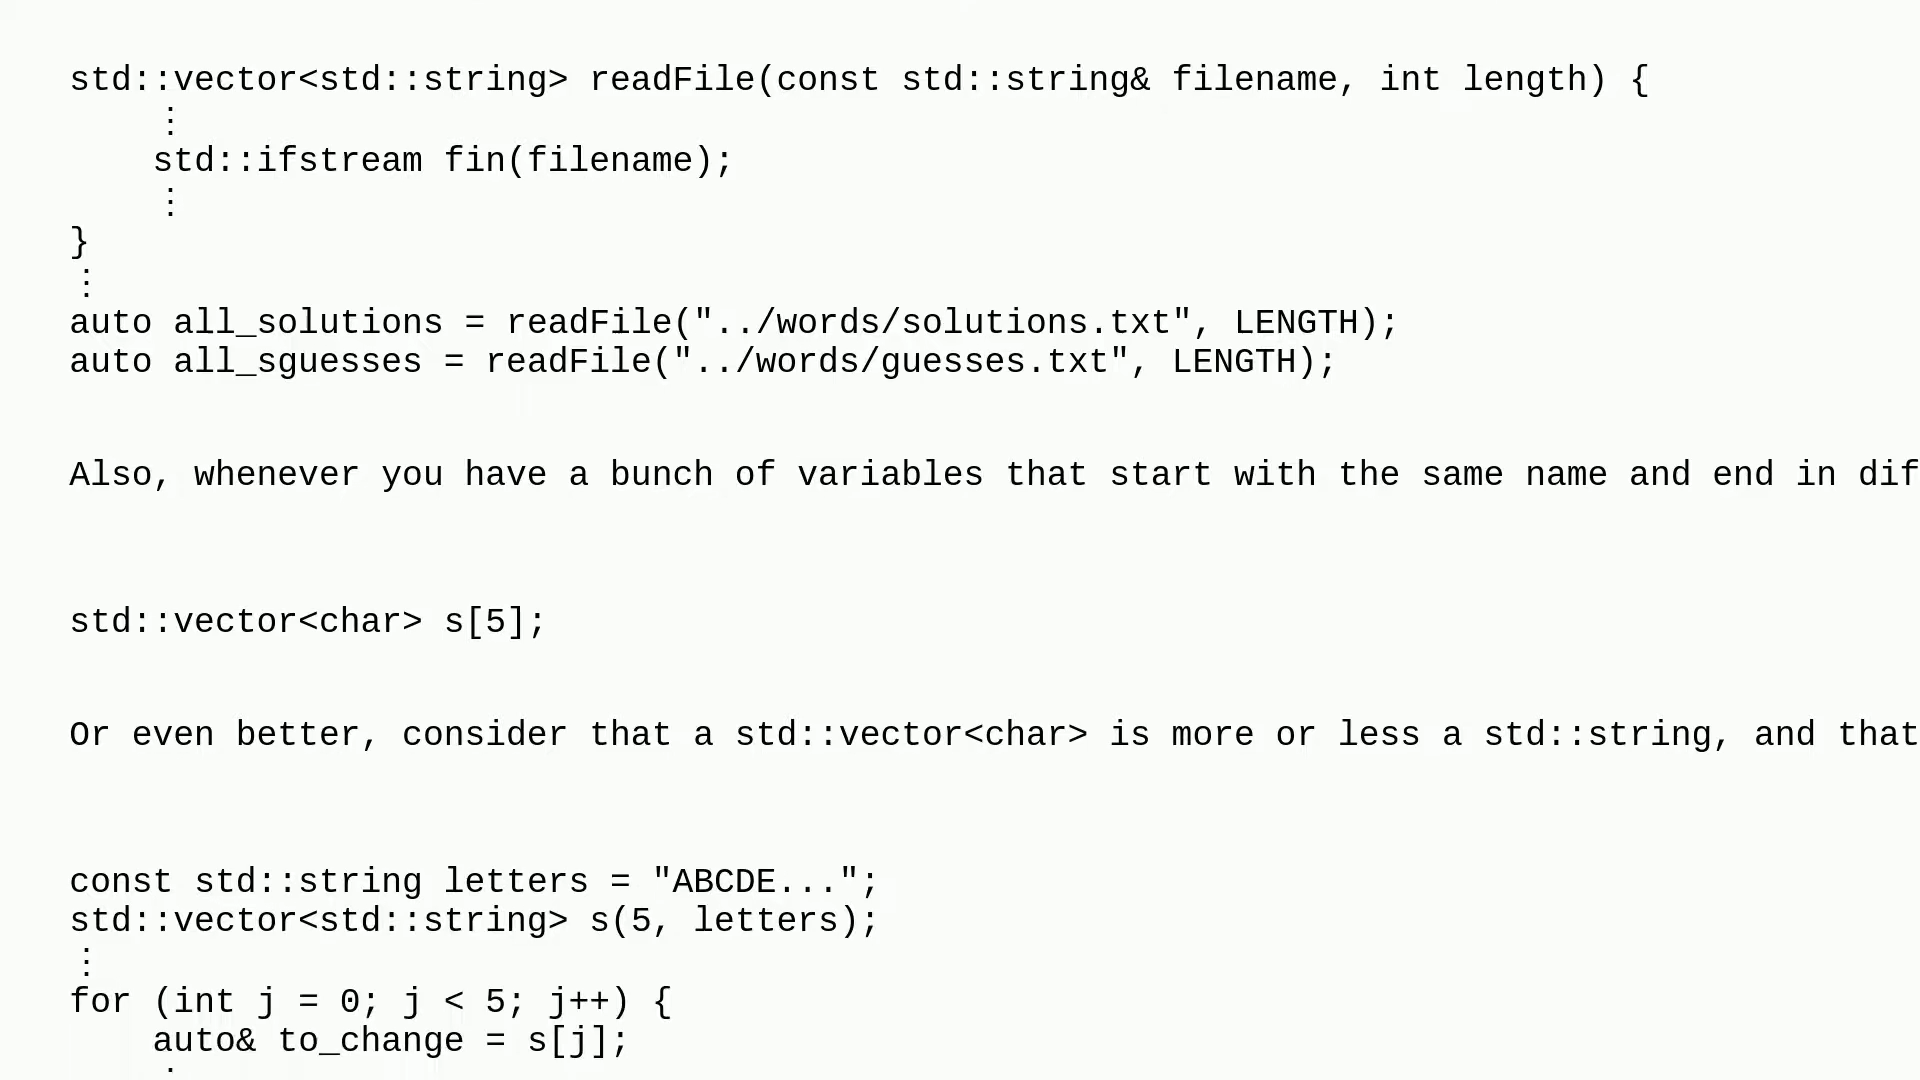 std::vector<std::string> readFile(const std::string& filename, int length) {
⋮
std::ifstream fin(filename);
⋮
}
⋮
auto all_solutions = readFile("../words/solutions.txt", LENGTH);
auto all_sguesses = readFile("../words/guesses.txt", LENGTH);
Also, whenever you have a bunch of variables that start with the same name and end in dif
std::vector<char> s[5];
Or even better, consider that a std::vector<char> is more or less a std::string, and that
const std::string letters = "ABCDE...";
std::vector<std::string> s(5, letters);
⋮
for (int j = 0; j < 5; j++) {
auto& to_change = s[j];
⋮